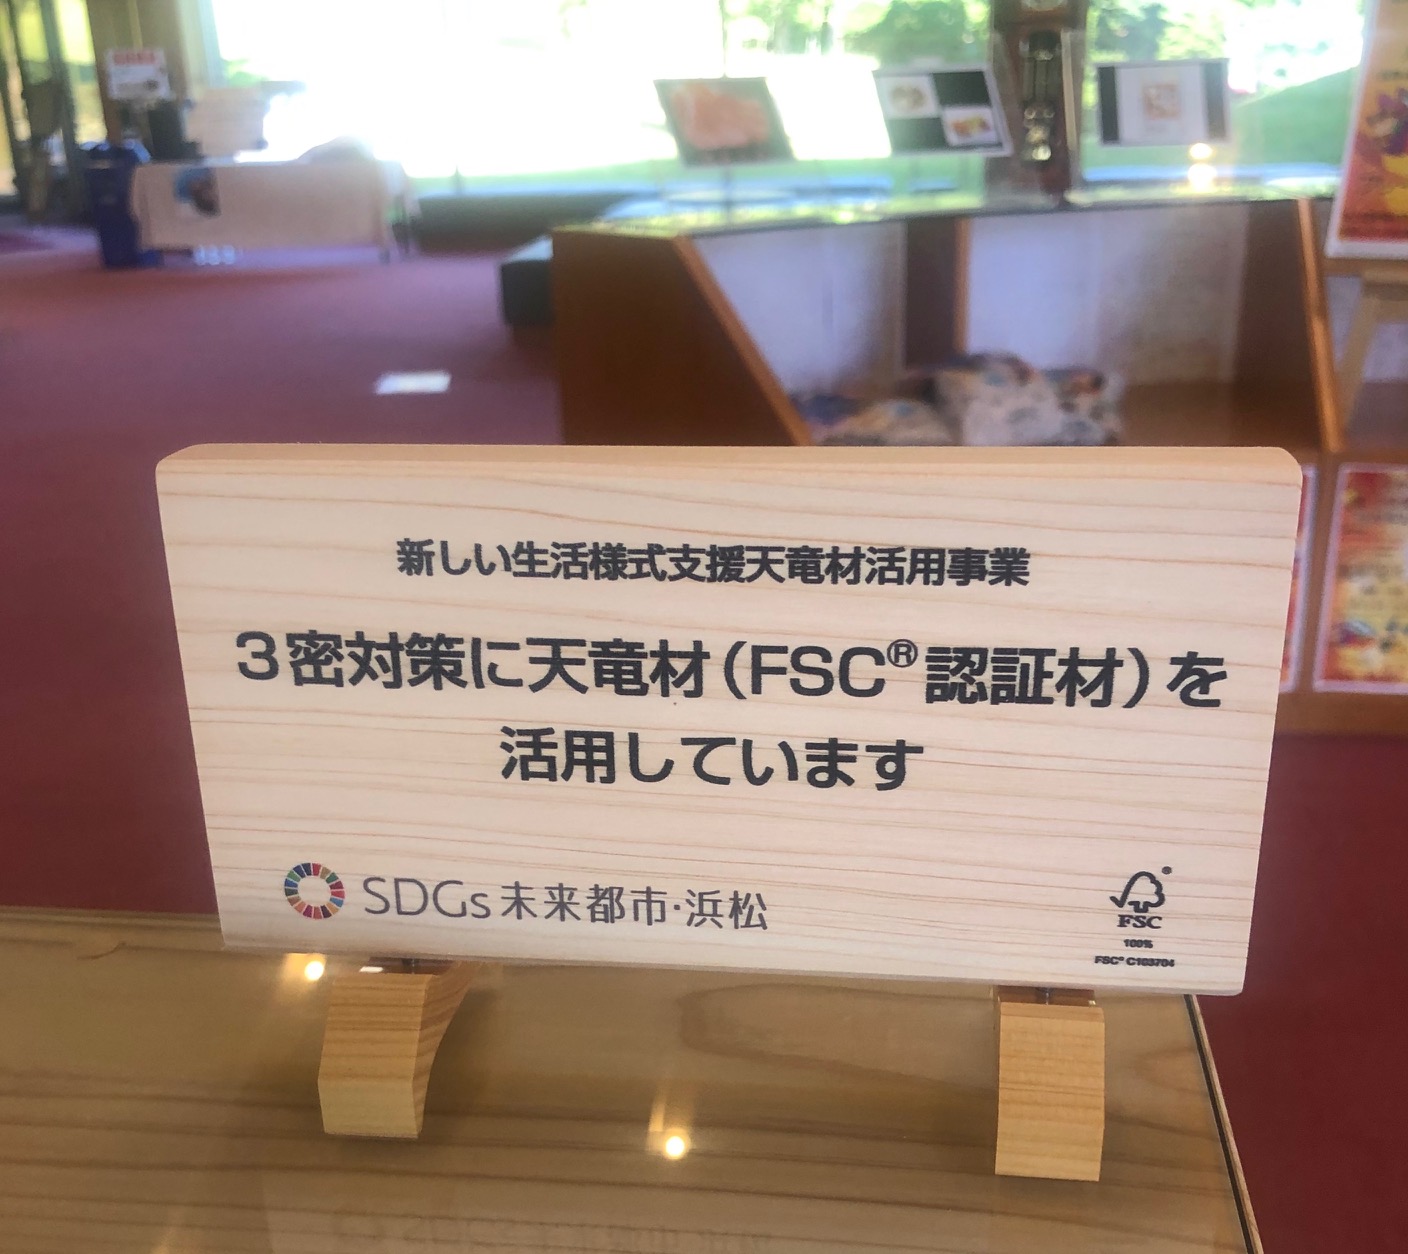 新しい生活様式支援天竜材活用事業
3密対策に天竜材（FSC®認証材）を
活用しています
SDGs未来都市・浜松
FSC
100%
FSC® C103704